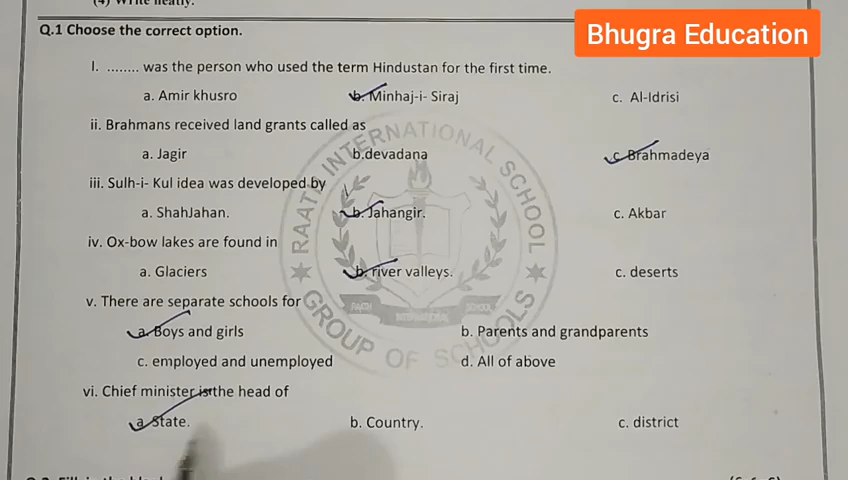 (4) Write neatly.
Bhugra Education
Q.1 Choose the correct option.
I. ........ was the person who used the term Hindustan for the first time.
a. Amir khusro b. Minhaj-i- Siraj c. Al-Idrisi
ii. Brahmans received land grants called as
a. Jagir b.devadana c. Brahmadeya
iii. Sulh-i- Kul idea was developed by
a. ShahJahan. b. Jahangir. c. Akbar
iv. Ox-bow lakes are found in
a. Glaciers b. river valleys. c. deserts
v. There are separate schools for
a. Boys and girls b. Parents and grandparents
c. employed and unemployed d. All of above
vi. Chief minister is the head of
a. State. b. Country. c. district
RAATH INTERNATIONAL SCHOOL
GROUP OF SCHOOLS